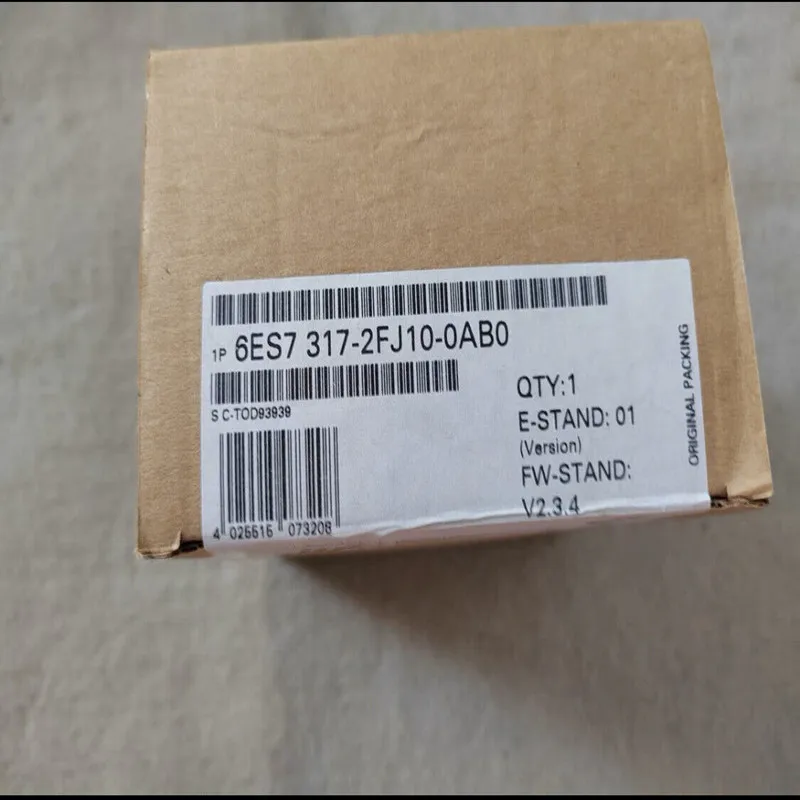 1P 6ES7 317-2FJ10-0AB0
S C-TOD93939
QTY:1
E-STAND: 01
(Version)
FW-STAND:
V2.3.4
4 025515 073208
ORIGINAL PACKING